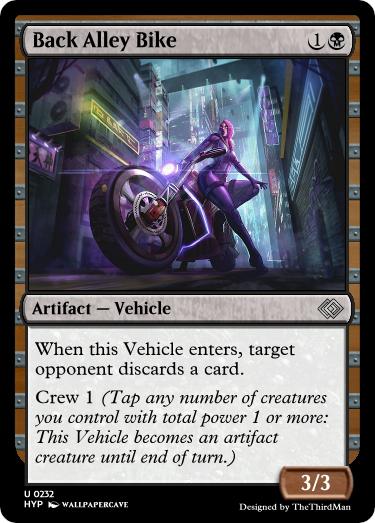 Back Alley Bike 1
Artifact — Vehicle
When this Vehicle enters, target
opponent discards a card.
Crew 1 (Tap any number of creatures
you control with total power 1 or more:
This Vehicle becomes an artifact
creature until end of turn.)
3/3
U 0232
HYP WALLPAPERCAVE
Designed by TheThirdMan